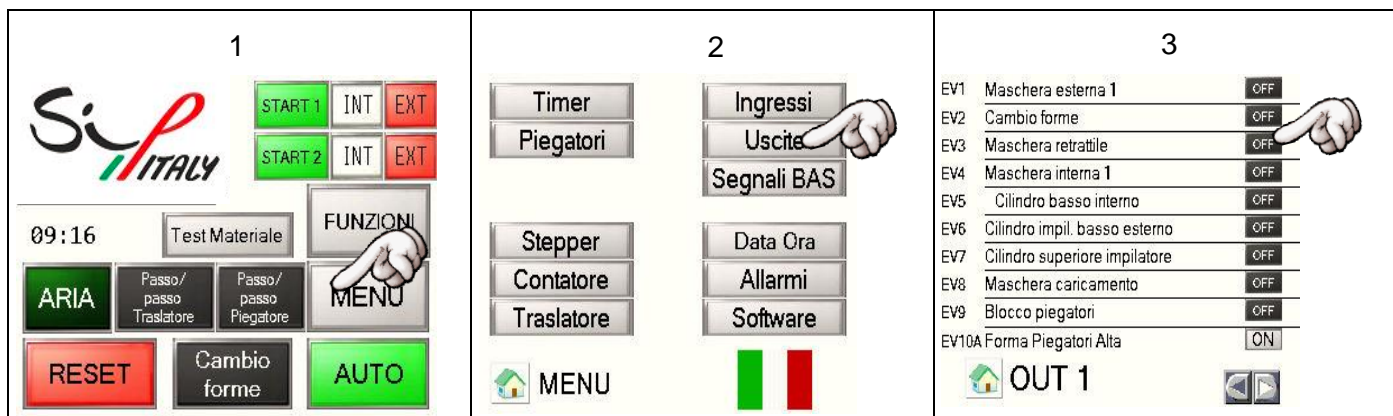 1
Sip
ITALY
START 1 INT EXT
START 2 INT EXT
09:16
Test Materiale
FUNZIONI
ARIA
Passo/
passo
Traslatore
Passo/
passo
Piegatore
MENU
RESET
Cambio
forme
AUTO
2
Timer
Piegatori
Ingressi
Uscite
Segnali BAS
Stepper
Contatore
Traslatore
Data Ora
Allarmi
Software
MENU
3
EV1 Maschera esterna 1 OFF
EV2 Cambio forme OFF
EV3 Maschera retrattile OFF
EV4 Maschera interna 1 OFF
EV5 Cilindro basso interno OFF
EV6 Cilindro impil. basso esterno OFF
EV7 Cilindro superiore impilatore OFF
EV8 Maschera caricamento OFF
EV9 Blocco piegatori OFF
EV10A Forma Piegatori Alta ON
OUT 1